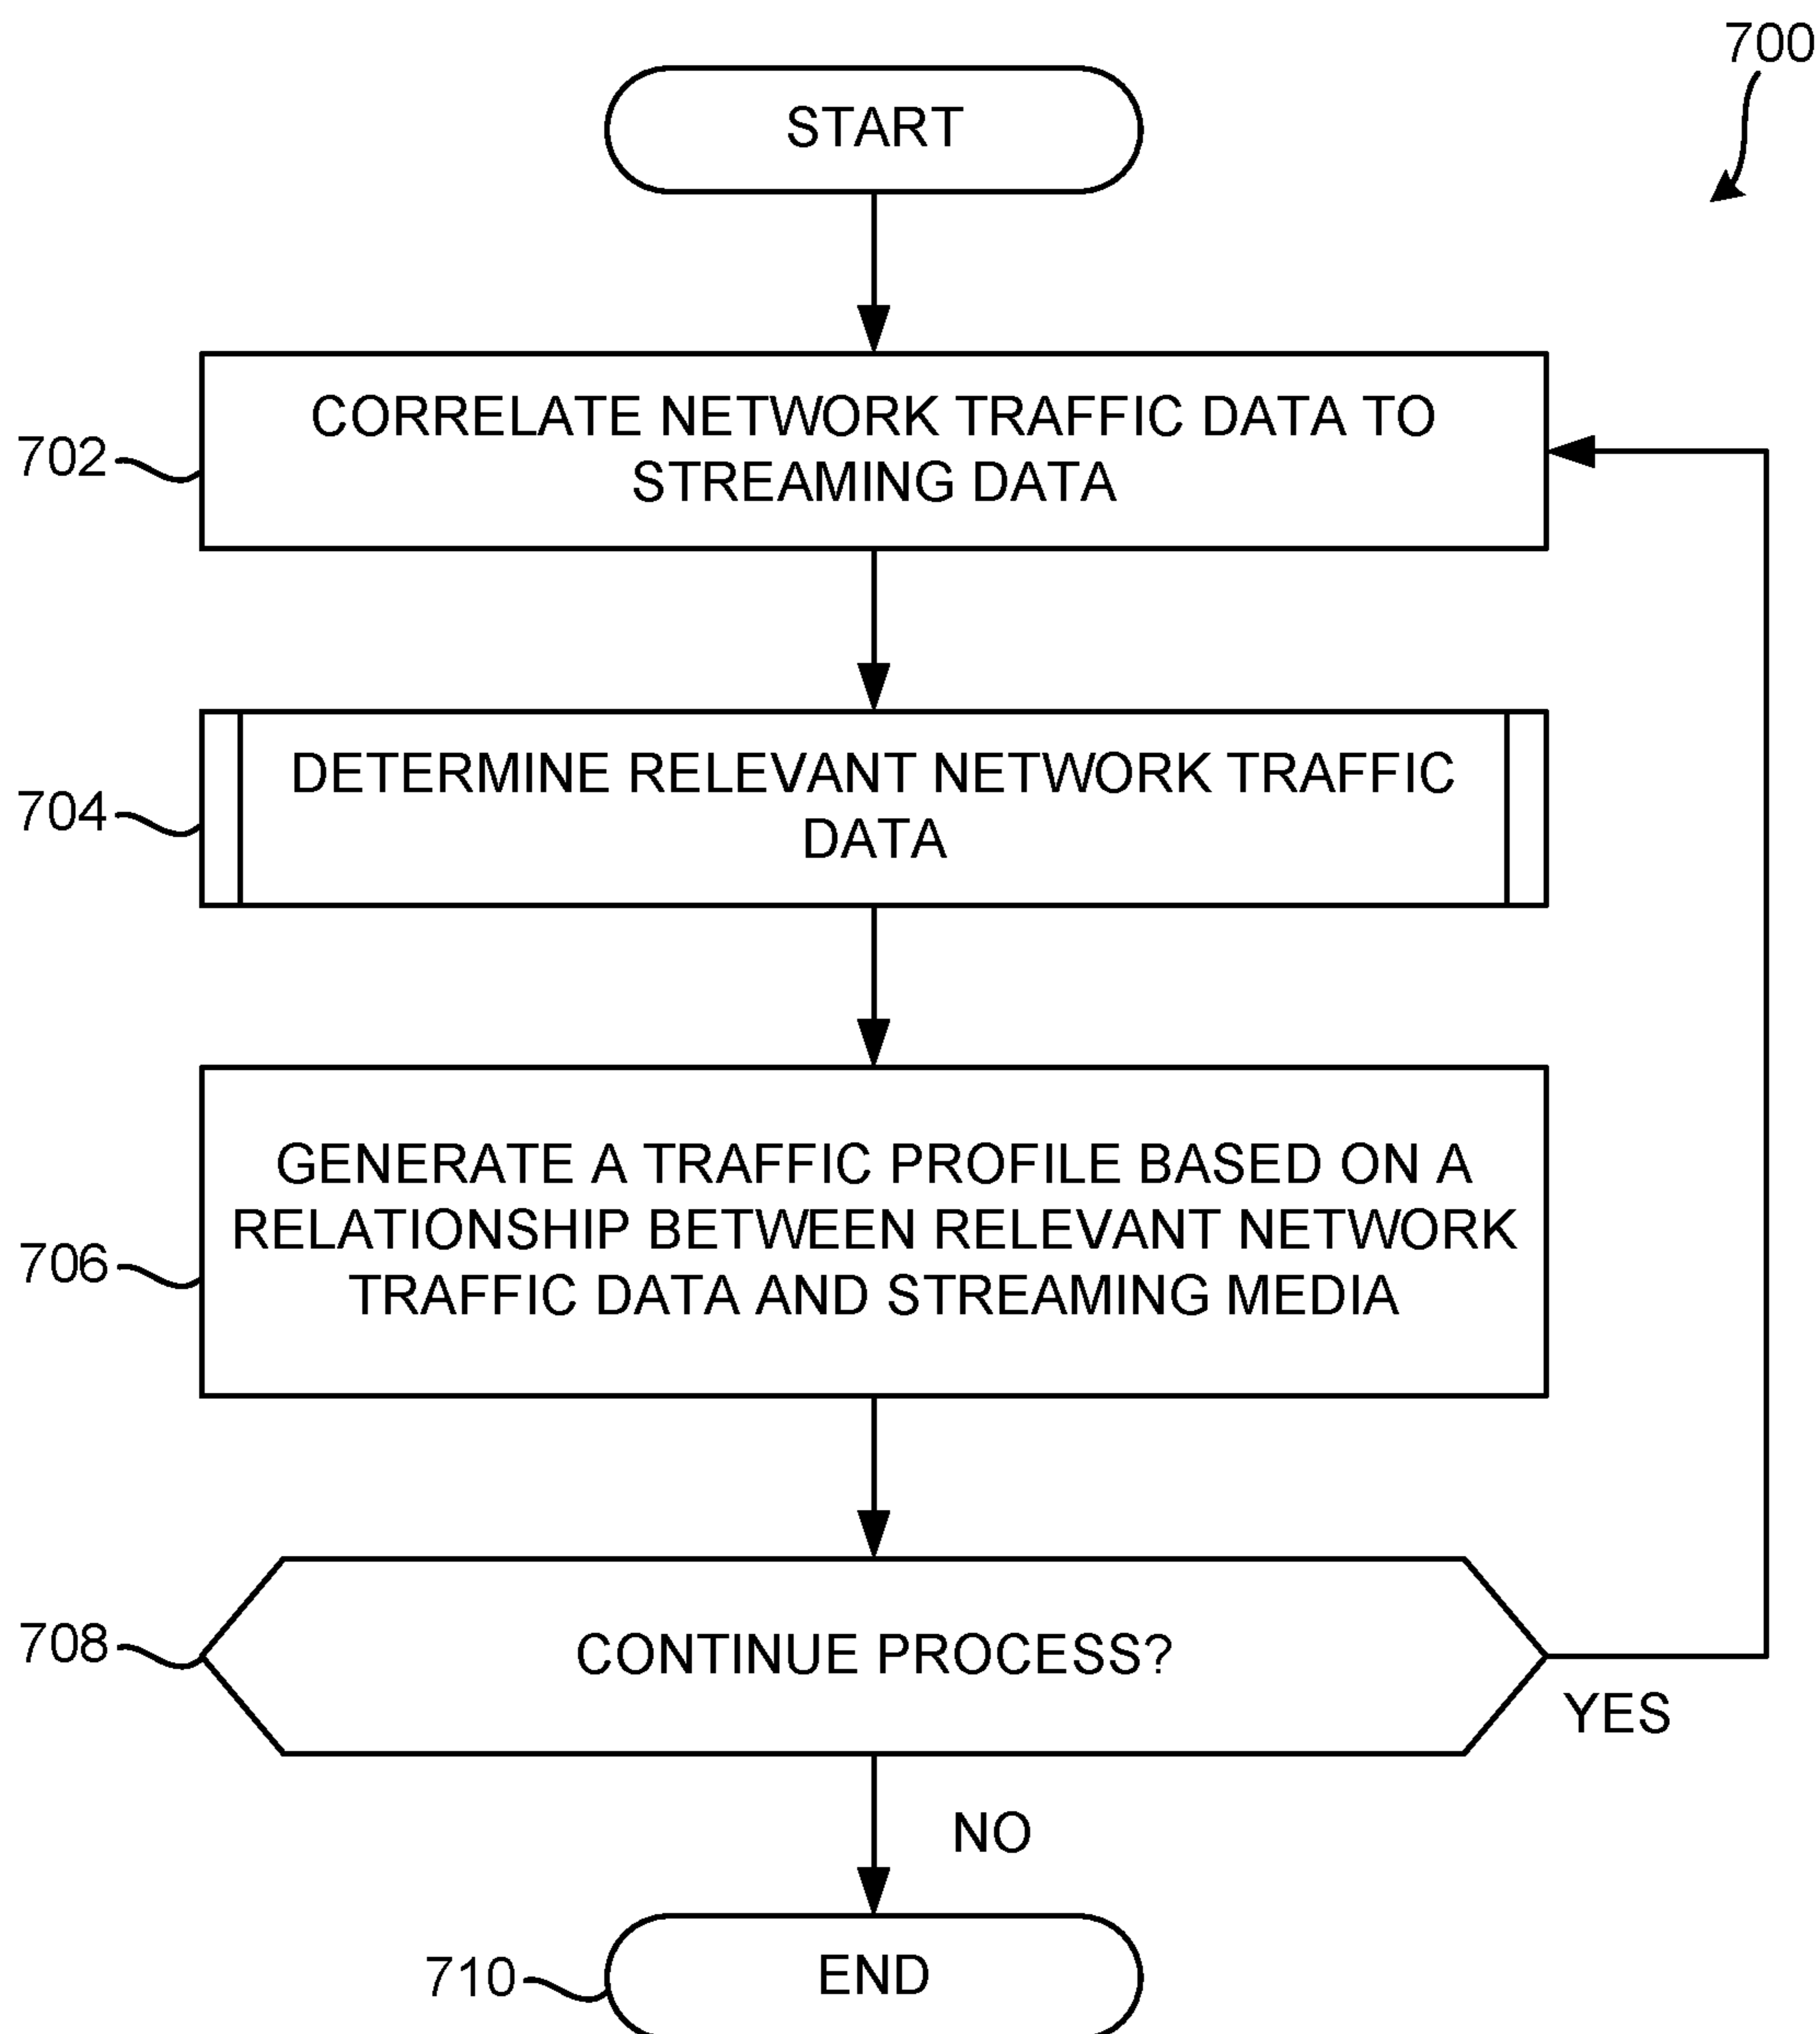 700
START
702
CORRELATE NETWORK TRAFFIC DATA TO
STREAMING DATA
704
DETERMINE RELEVANT NETWORK TRAFFIC
DATA
706
GENERATE A TRAFFIC PROFILE BASED ON A
RELATIONSHIP BETWEEN RELEVANT NETWORK
TRAFFIC DATA AND STREAMING MEDIA
708
CONTINUE PROCESS?
YES
NO
710
END